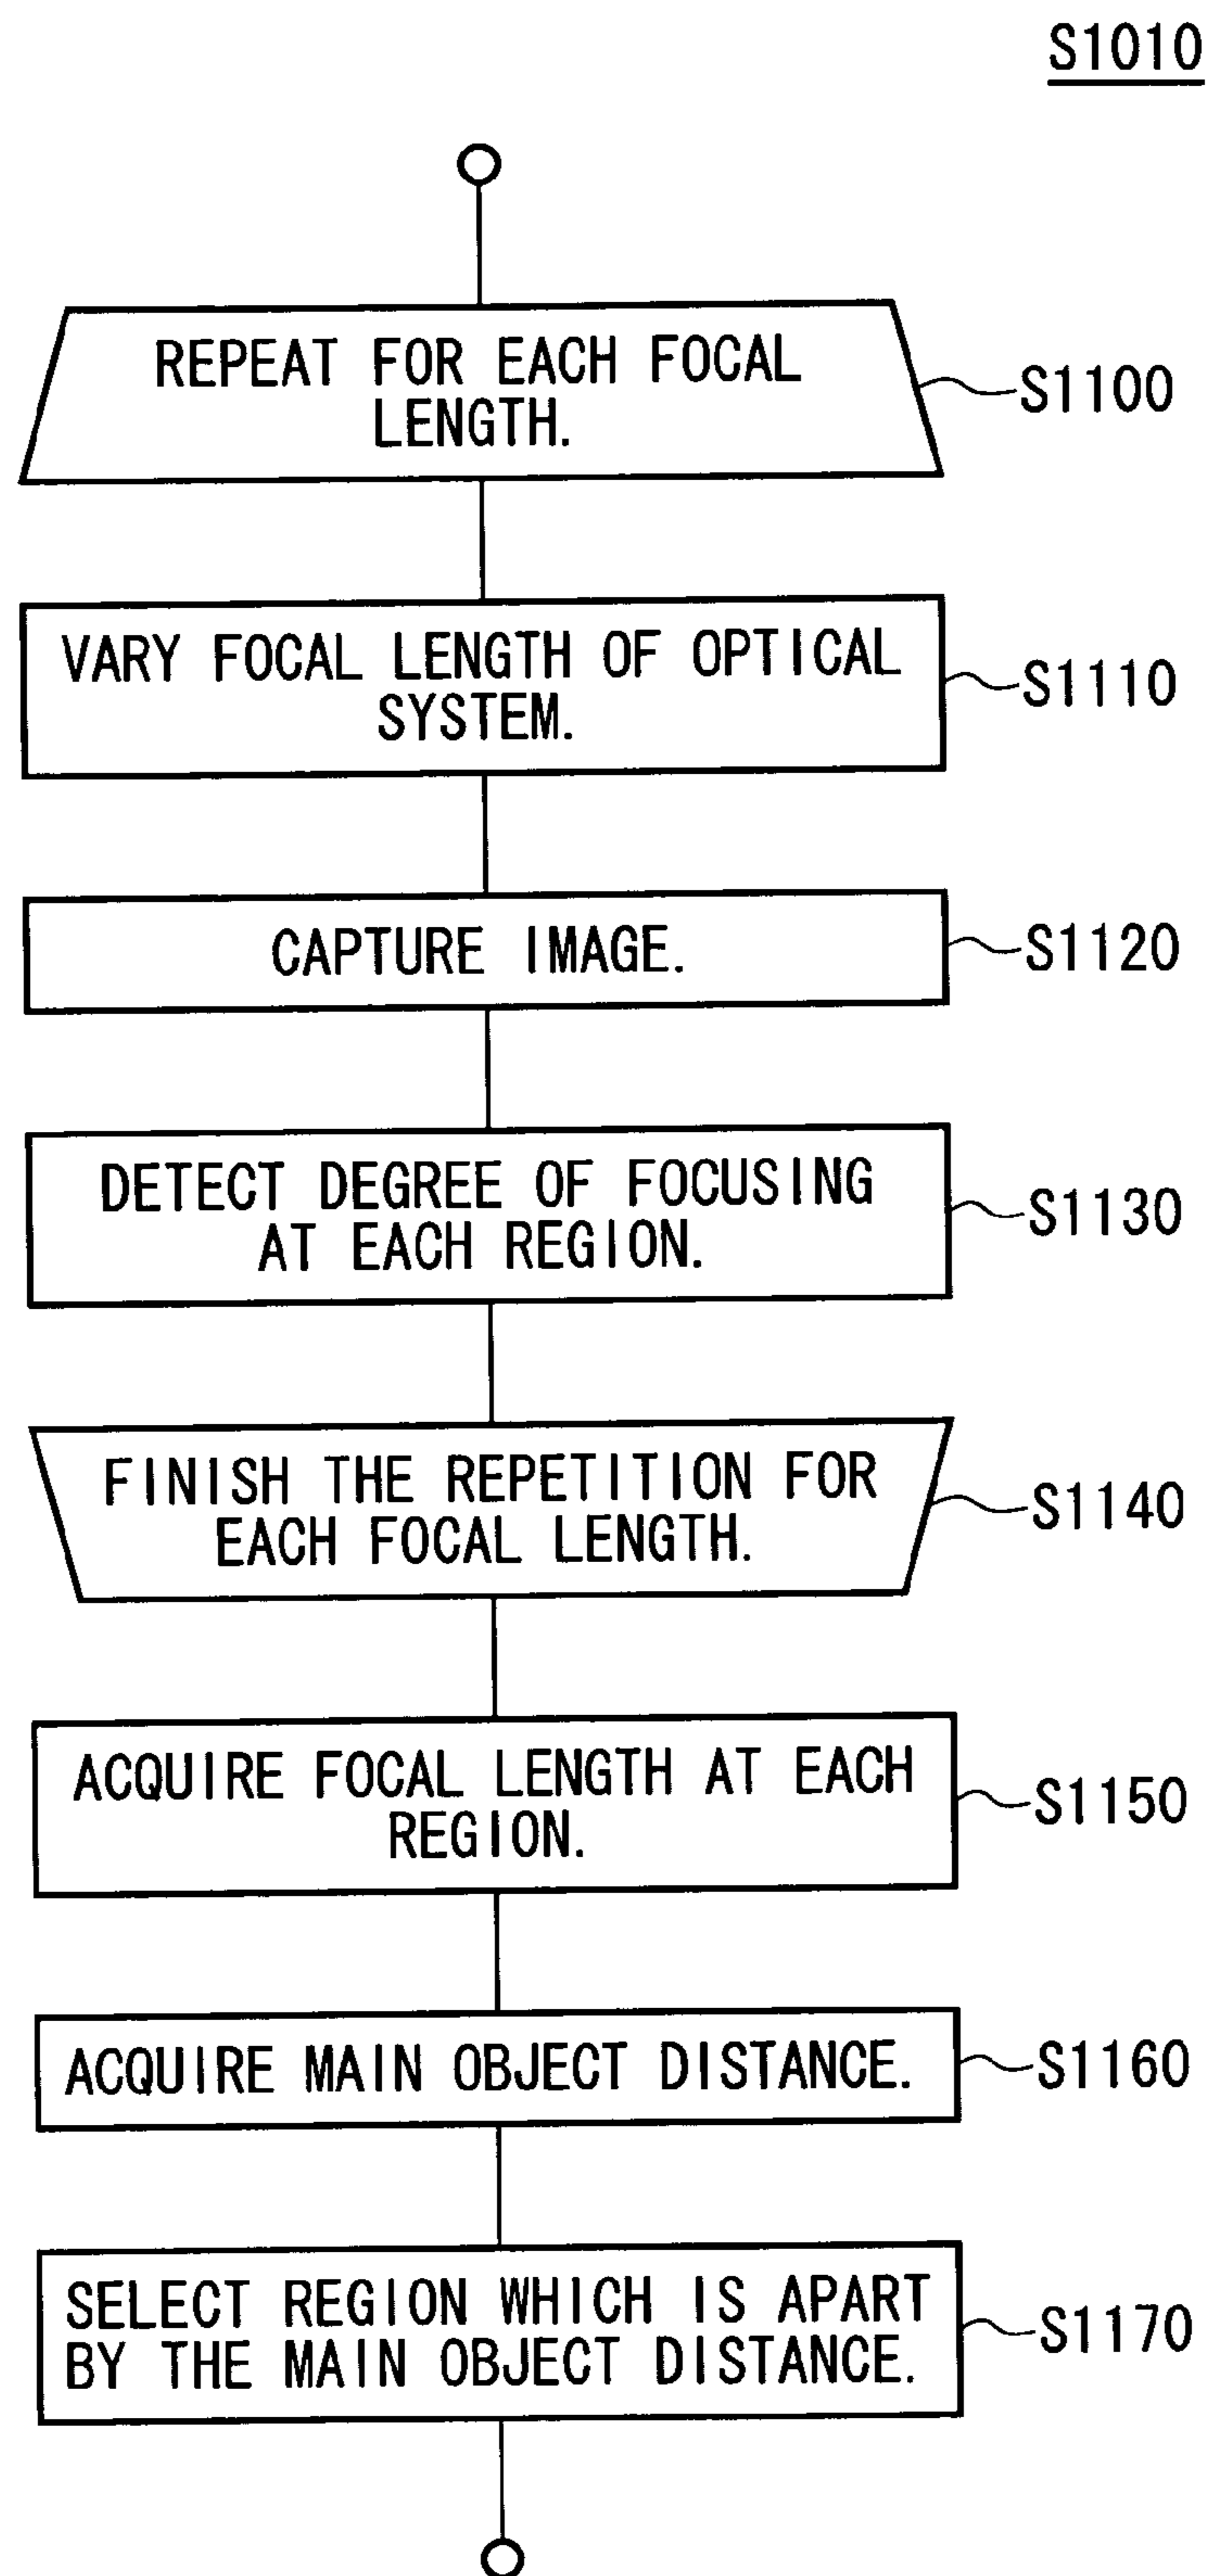 S1010
REPEAT FOR EACH FOCAL
LENGTH.
S1100
VARY FOCAL LENGTH OF OPTICAL
SYSTEM.
S1110
CAPTURE IMAGE.
S1120
DETECT DEGREE OF FOCUSING
AT EACH REGION.
S1130
FINISH THE REPETITION FOR
EACH FOCAL LENGTH.
S1140
ACQUIRE FOCAL LENGTH AT EACH
REGION.
S1150
ACQUIRE MAIN OBJECT DISTANCE.
S1160
SELECT REGION WHICH IS APART
BY THE MAIN OBJECT DISTANCE.
S1170